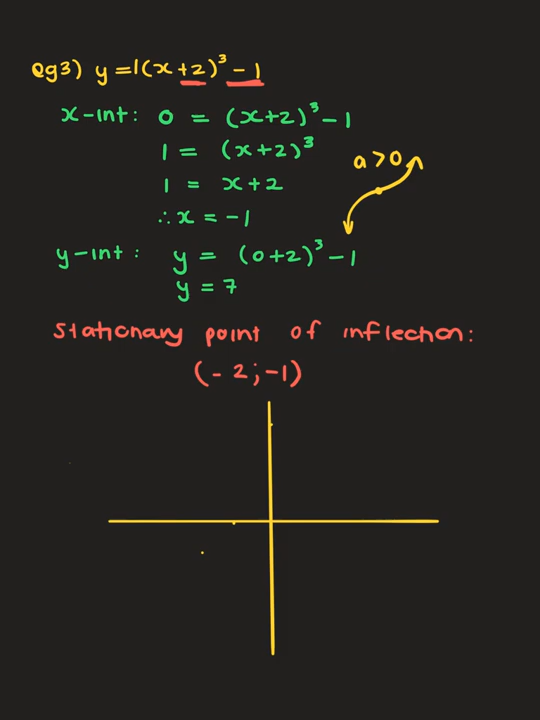 eg3) y = 1(x+2)³ - 1
x-int: 0 = (x+2)³ - 1
1 = (x+2)³
a > 0
1 = x+2
∴ x = -1
y-int: y = (0+2)³ - 1
y = 7
Stationary point of inflection:
(-2;-1)